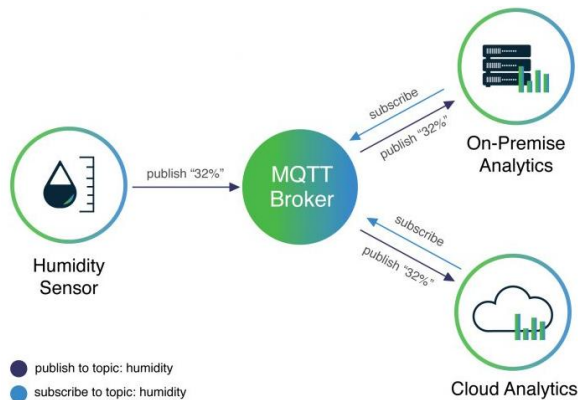 subscribe
publish “32%”
On-Premise
Analytics
publish “32%”
MQTT
Broker
Humidity
Sensor
subscribe
publish “32%”
Cloud Analytics
publish to topic: humidity
subscribe to topic: humidity